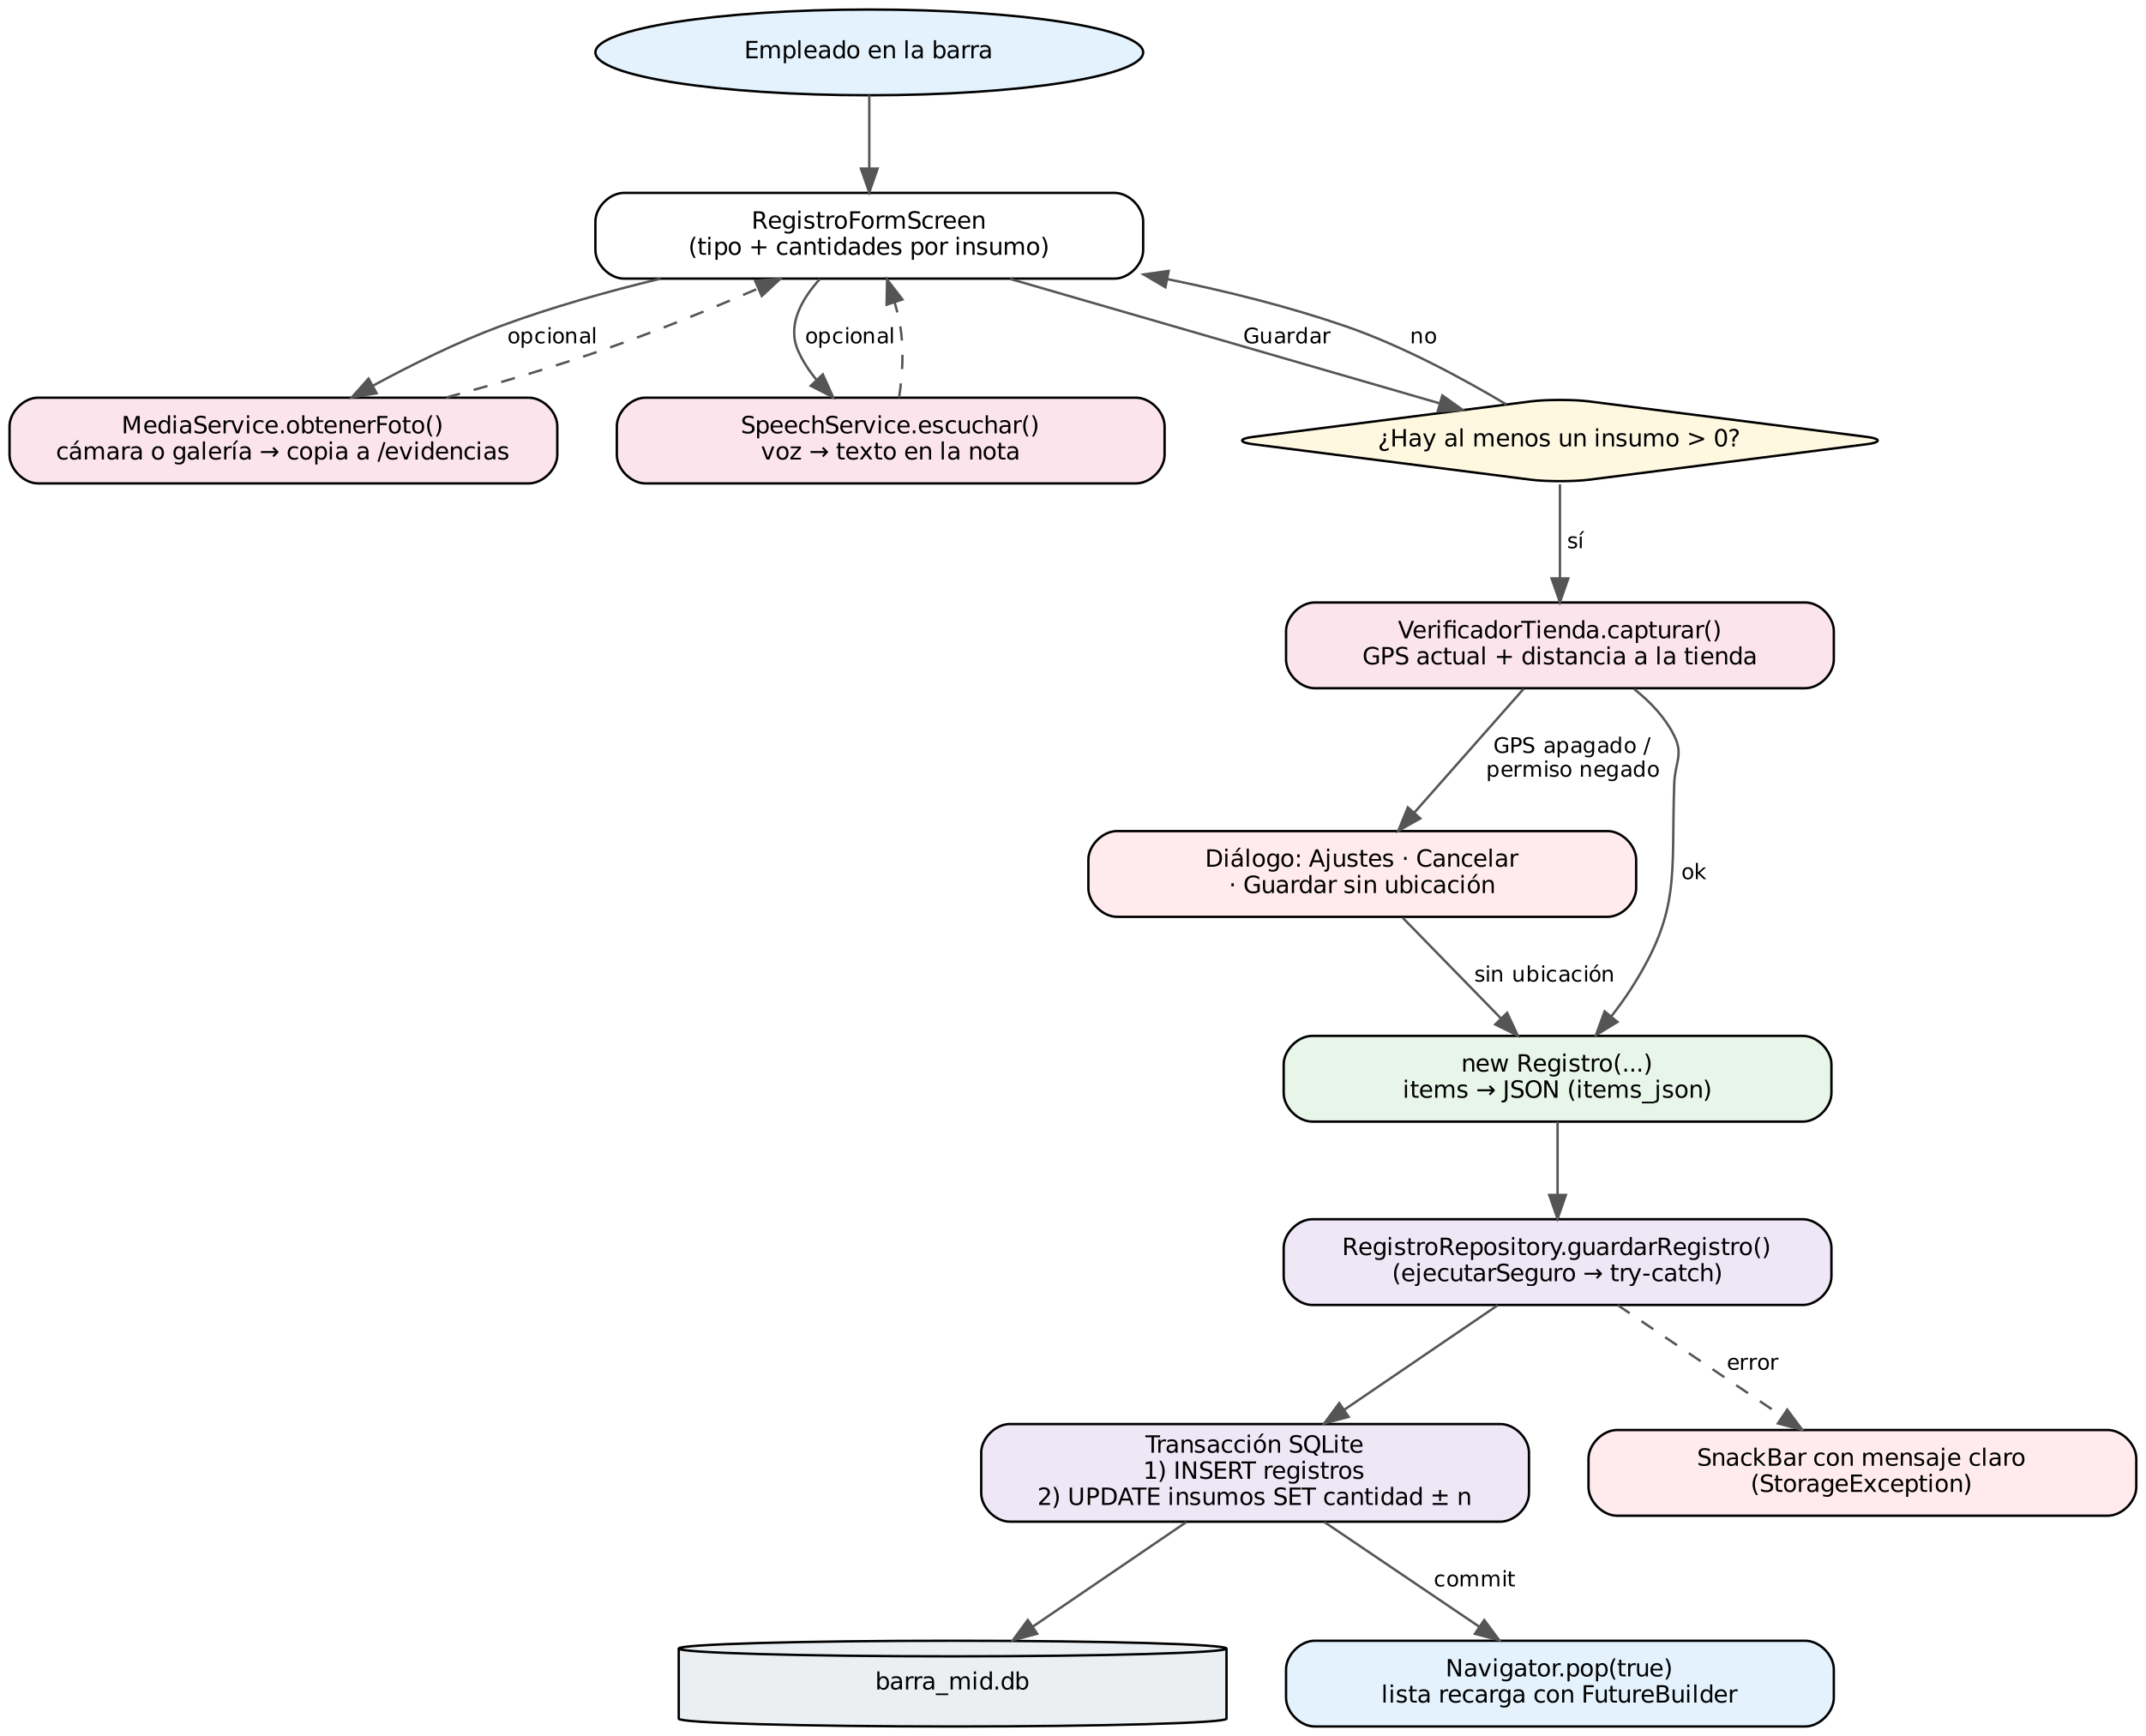 Empleado en la barra
RegistroFormScreen
(tipo + cantidades por insumo)
opcional
opcional
Guardar
no
MediaService.obtenerFoto()
cámara o galería → copia a /evidencias
SpeechService.escuchar()
voz → texto en la nota
¿Hay al menos un insumo > 0?
sí
VerificadorTienda.capturar()
GPS actual + distancia a la tienda
GPS apagado /
permiso negado
Diálogo: Ajustes · Cancelar
· Guardar sin ubicación
ok
sin ubicación
new Registro(...)
items → JSON (items_json)
RegistroRepository.guardarRegistro()
(ejecutarSeguro → try-catch)
error
Transacción SQLite
1) INSERT registros
2) UPDATE insumos SET cantidad ± n
SnackBar con mensaje claro
(StorageException)
commit
barra_mid.db
Navigator.pop(true)
lista recarga con FutureBuilder